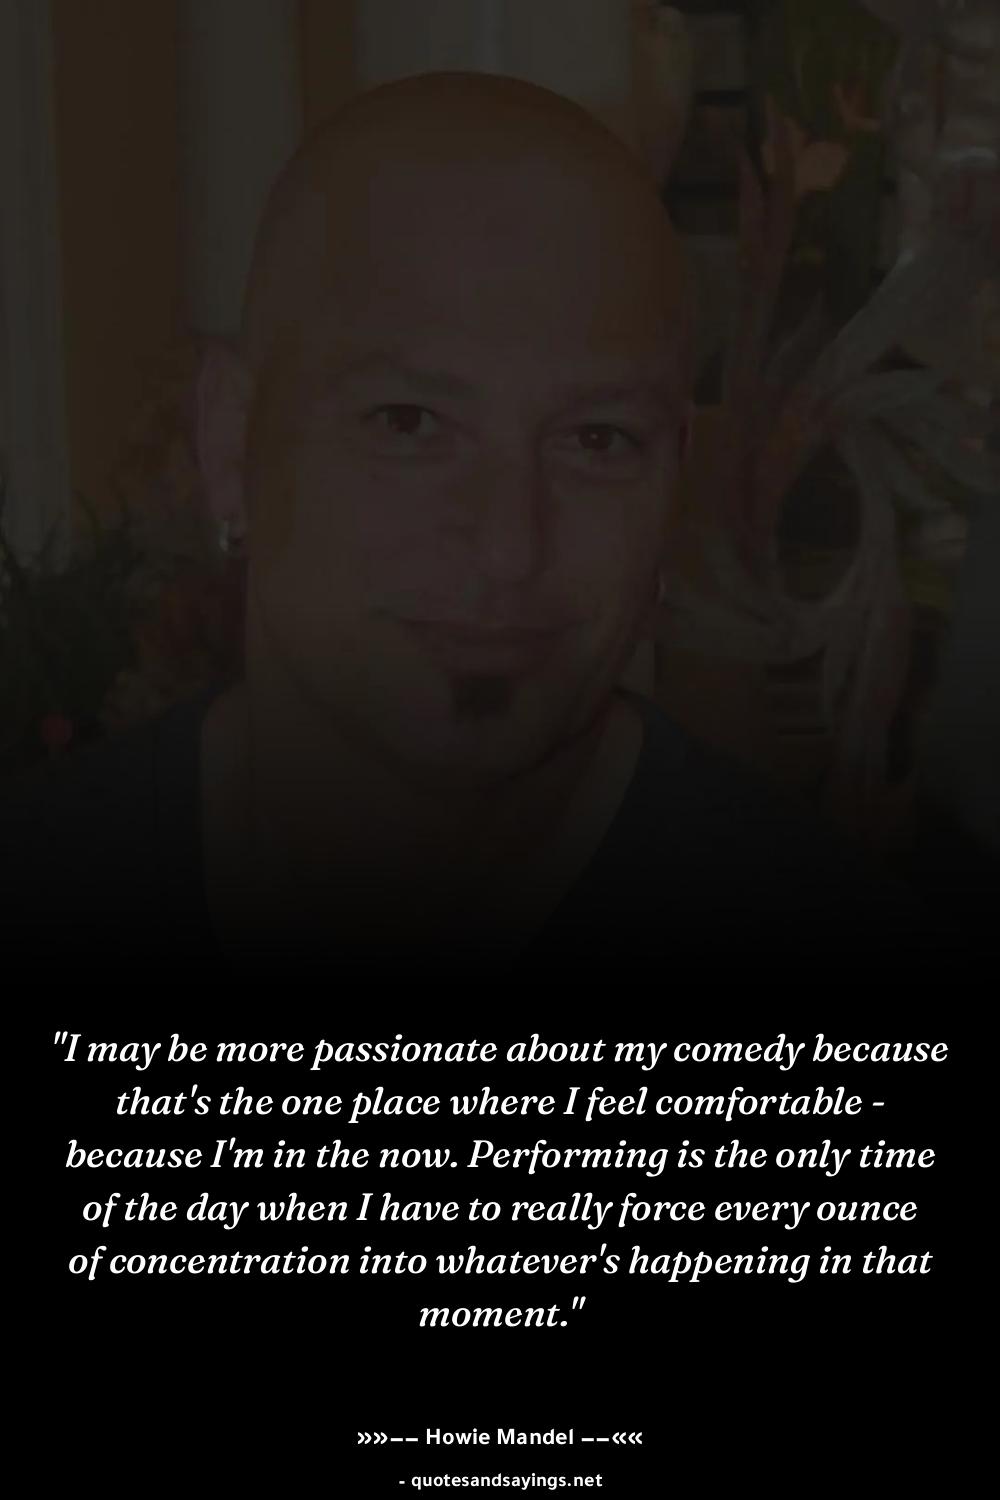 "I may be more passionate about my comedy because
that's the one place where I feel comfortable -
because I'm in the now. Performing is the only time
of the day when I have to really force every ounce
of concentration into whatever's happening in that
moment."
»»–– Howie Mandel ––««
- quotesandsayings.net